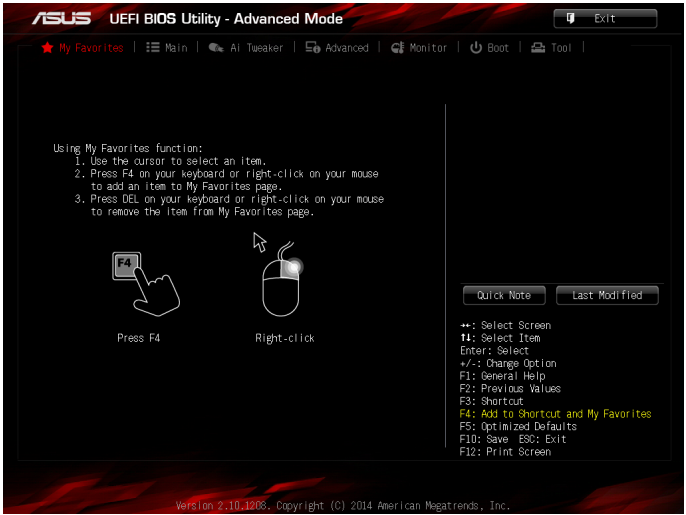 ASUS UEFI BIOS Utility - Advanced Mode
Exit
My Favorites | Main | Ai Tweaker | Advanced | Monitor | Boot | Tool |
Using My Favorites function:
1. Use the cursor to select an item.
2. Press F4 on your keyboard or right-click on your mouse
to add an item to My Favorites page.
3. Press DEL on your keyboard or right-click on your mouse
to remove the item from My Favorites page.
F4
Press F4
Right-click
Quick Note
Last Modified
→←: Select Screen
↑↓: Select Item
Enter: Select
+/-: Change Option
F1: General Help
F2: Previous Values
F3: Shortcut
F4: Add to Shortcut and My Favorites
F5: Optimized Defaults
F10: Save ESC: Exit
F12: Print Screen
Version 2.10.1208. Copyright (C) 2014 American Megatrends, Inc.